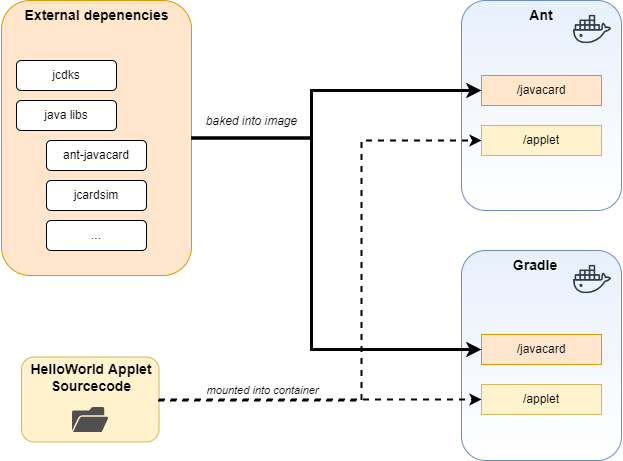 External depenencies
jcdks
java libs
ant-javacard
jcardsim
...
baked into image
Ant
/javacard
/applet
Gradle
/javacard
/applet
HelloWorld Applet
Sourcecode
mounted into container